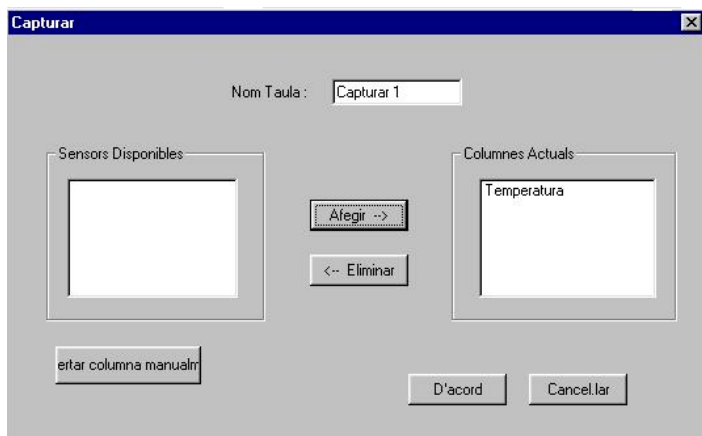 Capturar
Nom Taula :
Capturar 1
Sensors Disponibles
Columnes Actuals
Temperatura
Afegir -->
<-- Eliminar
ertar columna manualm
D'acord
Cancel.lar